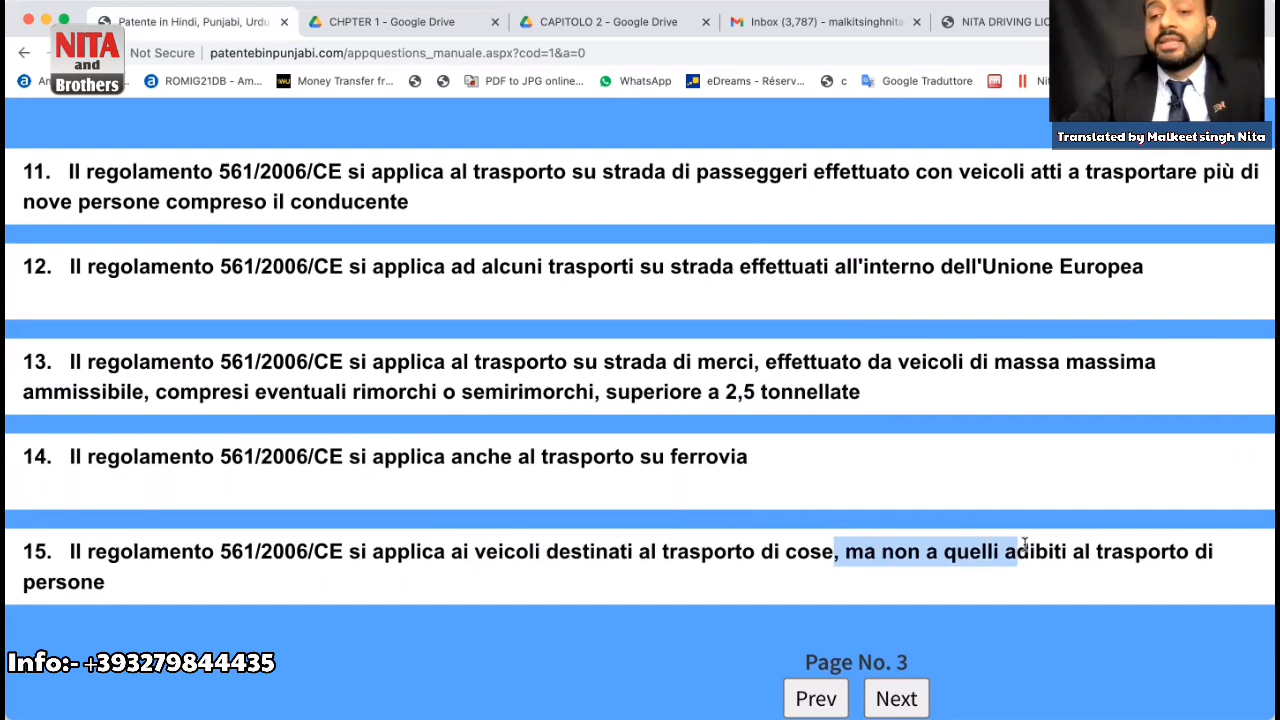 Patente in Hindi, Punjabi, Urdu
CHPTER 1 - Google Drive
CAPITOLO 2 - Google Drive
Inbox (3,787) - malkitsinghnita
NITA DRIVING LIC
NITA
and
Brothers
Not Secure
patentebinpunjabi.com/appquestions_manuale.aspx?cod=1&a=0
ROMIG21DB - Am...
Money Transfer fr...
PDF to JPG online...
WhatsApp
eDreams - Réserv...
c
Google Traduttore
Translated by Malkeet singh Nita
11. Il regolamento 561/2006/CE si applica al trasporto su strada di passeggeri effettuato con veicoli atti a trasportare più di
nove persone compreso il conducente
12. Il regolamento 561/2006/CE si applica ad alcuni trasporti su strada effettuati all'interno dell'Unione Europea
13. Il regolamento 561/2006/CE si applica al trasporto su strada di merci, effettuato da veicoli di massa massima
ammissibile, compresi eventuali rimorchi o semirimorchi, superiore a 2,5 tonnellate
14. Il regolamento 561/2006/CE si applica anche al trasporto su ferrovia
15. Il regolamento 561/2006/CE si applica ai veicoli destinati al trasporto di cose, ma non a quelli adibiti al trasporto di
persone
Info:- +393279844435
Page No. 3
Prev
Next